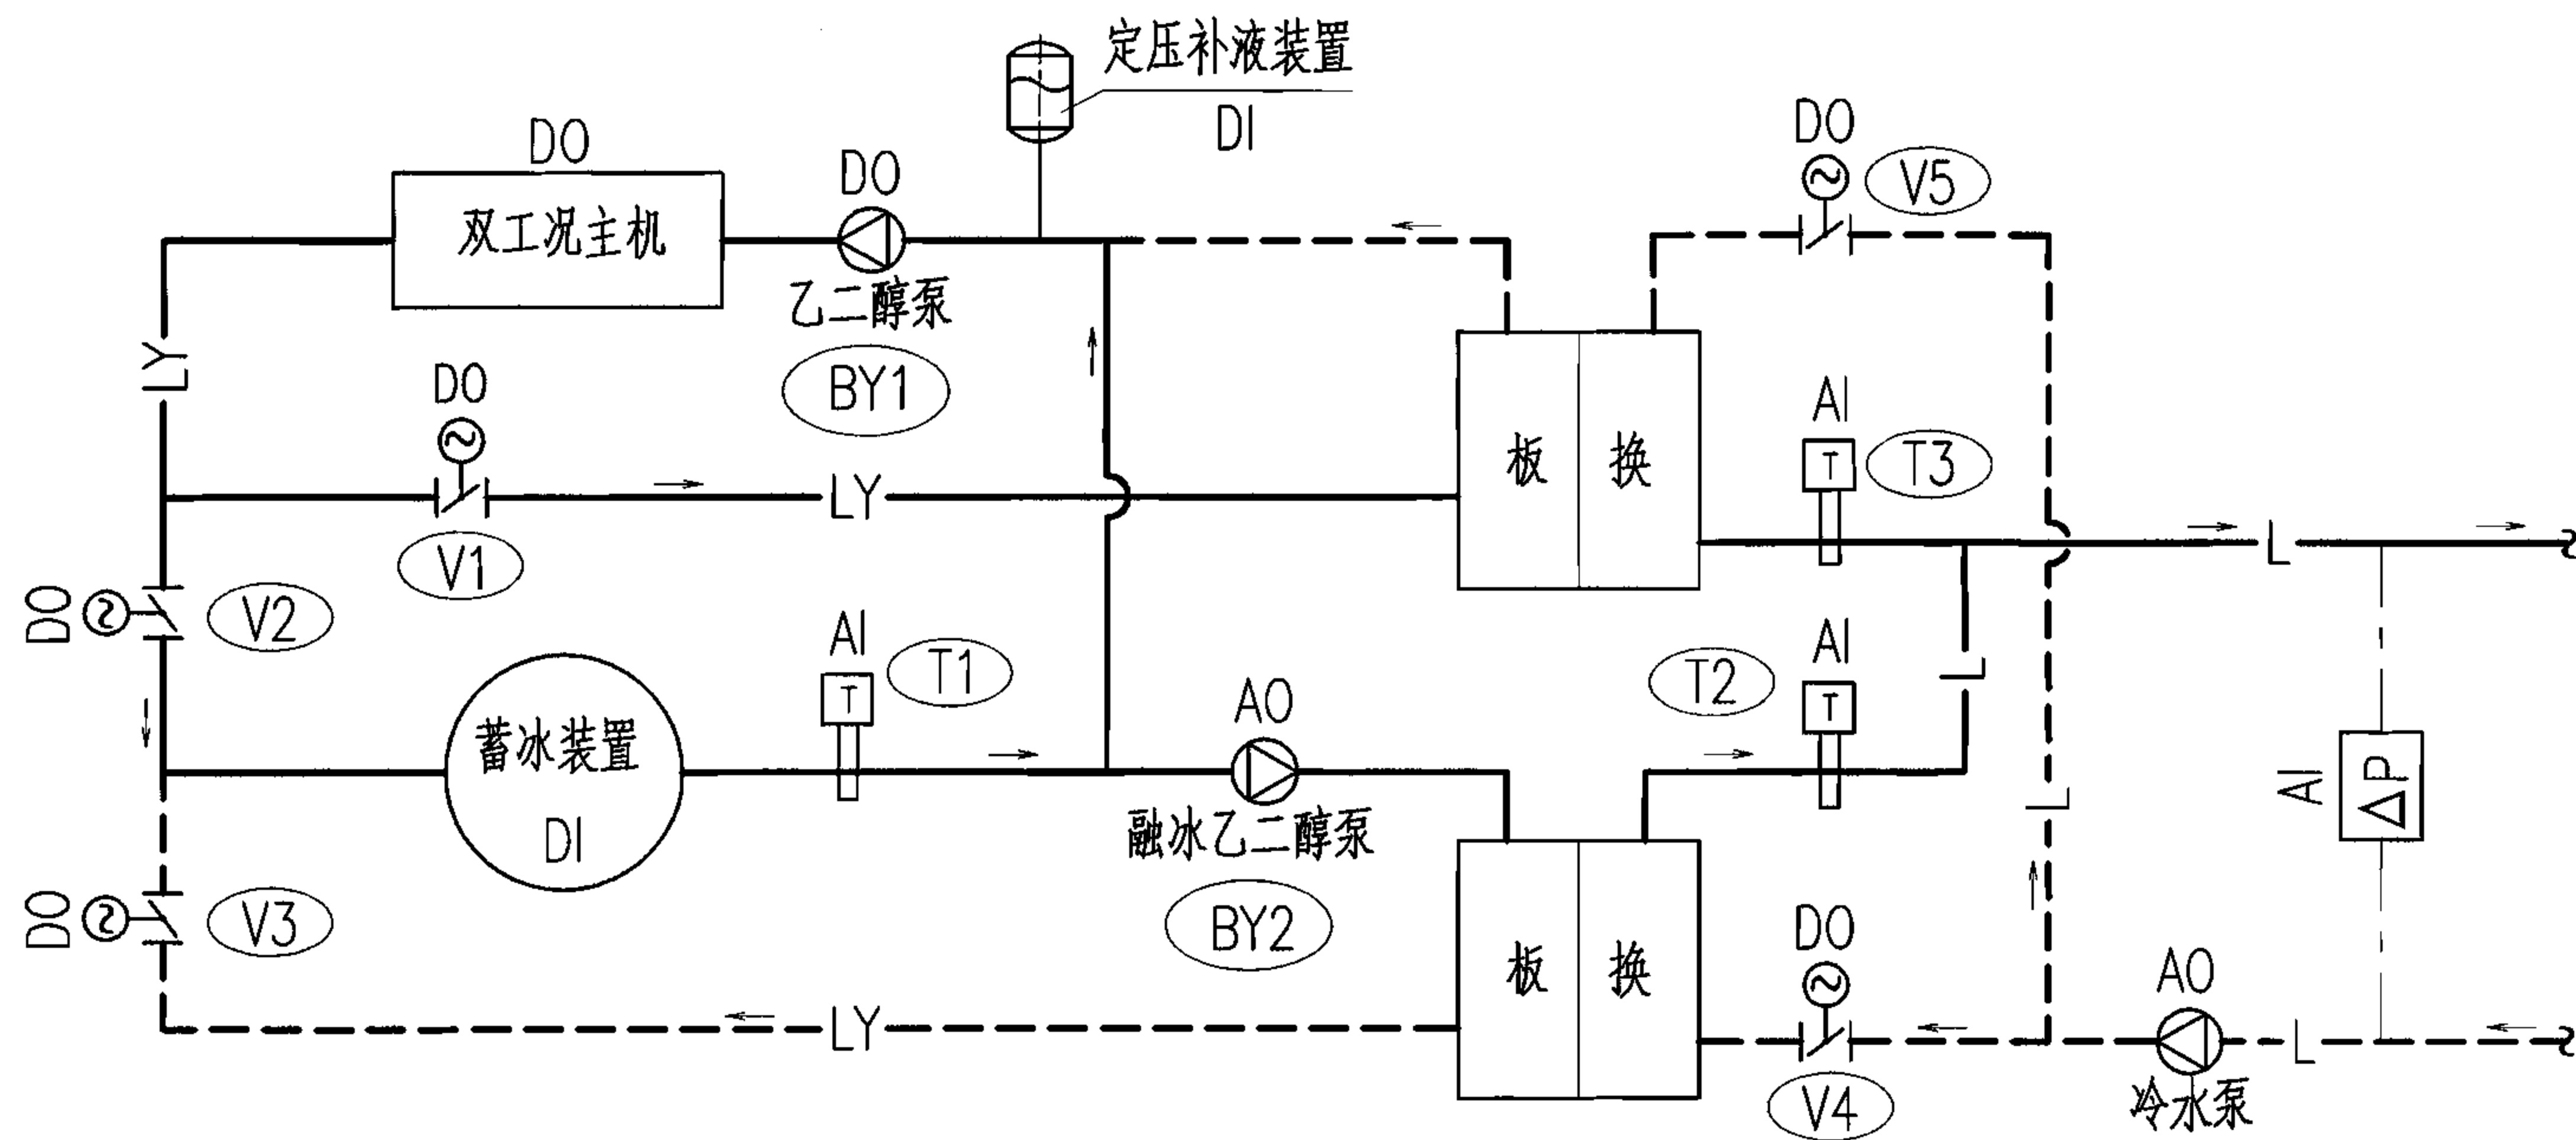 定压补液装置
DI
DO
双工况主机
DO
乙二醇泵
BY1
DO
V5
LY
DO
V1
LY
板 换
AI
T
T3
L
DO
V2
蓄冰装置
DI
AI
T
T1
AO
融冰乙二醇泵
BY2
AI
T
T2
L
L
AI
ΔP
DO
V3
LY
板 换
DO
V4
AO
冷水泵
L